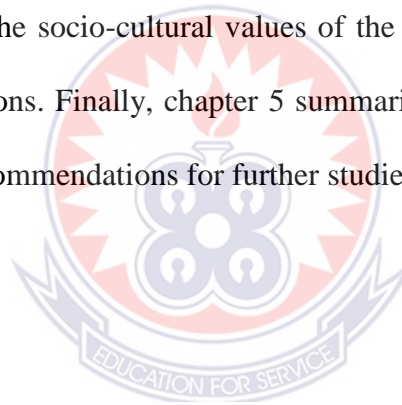 he socio-cultural values of the
ons. Finally, chapter 5 summari
ommendations for further studie
EDUCATION FOR SERVICE